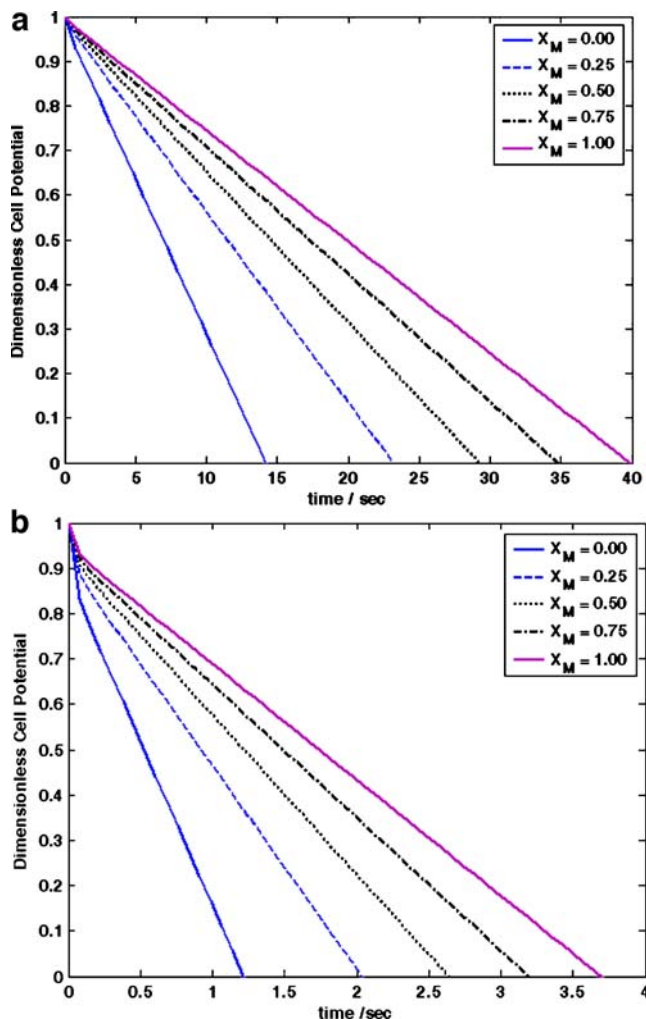 a
Dimensionless Cell Potential
1
0.9
0.8
0.7
0.6
0.5
0.4
0.3
0.2
0.1
0
0 5 10 15 20 25 30 35 40
time / sec
X_M = 0.00
X_M = 0.25
X_M = 0.50
X_M = 0.75
X_M = 1.00
b
Dimensionless Cell Potential
1
0.9
0.8
0.7
0.6
0.5
0.4
0.3
0.2
0.1
0
0 0.5 1 1.5 2 2.5 3 3.5 4
time /sec
X_M = 0.00
X_M = 0.25
X_M = 0.50
X_M = 0.75
X_M = 1.00